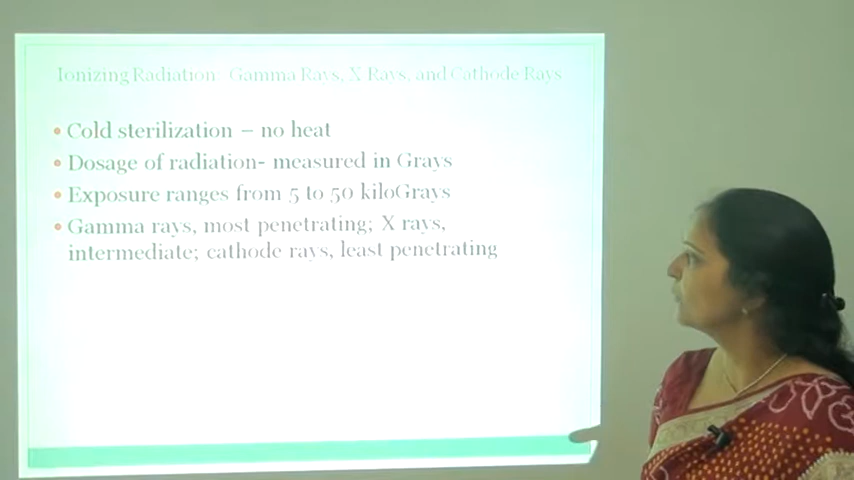 Ionizing Radiation: Gamma Rays, X Rays, and Cathode Rays
• Cold sterilization – no heat
• Dosage of radiation- measured in Grays
• Exposure ranges from 5 to 50 kiloGrays
• Gamma rays, most penetrating; X rays,
intermediate; cathode rays, least penetrating